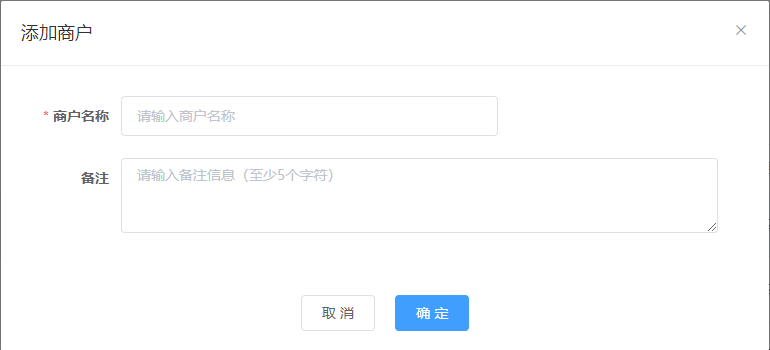 添加商户
* 商户名称
请输入商户名称
备注
请输入备注信息（至少5个字符）
取 消
确 定